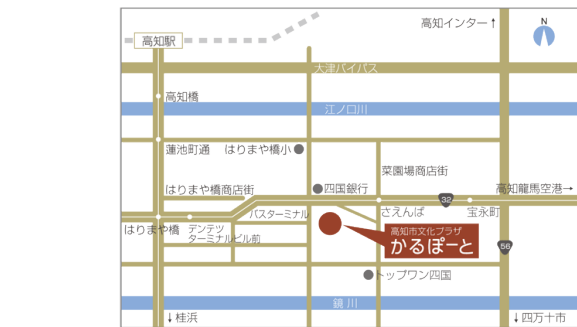 高知インター↑
N
高知駅
大津バイパス
高知橋
江ノ口川
蓮池町通
はりまや橋小
菜園場商店街
はりまや橋商店街
四国銀行
高知龍馬空港→
32
バスターミナル
さえんば
宝永町
はりまや橋
デンテツ
ターミナルビル前
高知市文化プラザ
かるぽーと
56
トップワン四国
鏡川
↓桂浜
↓四万十市